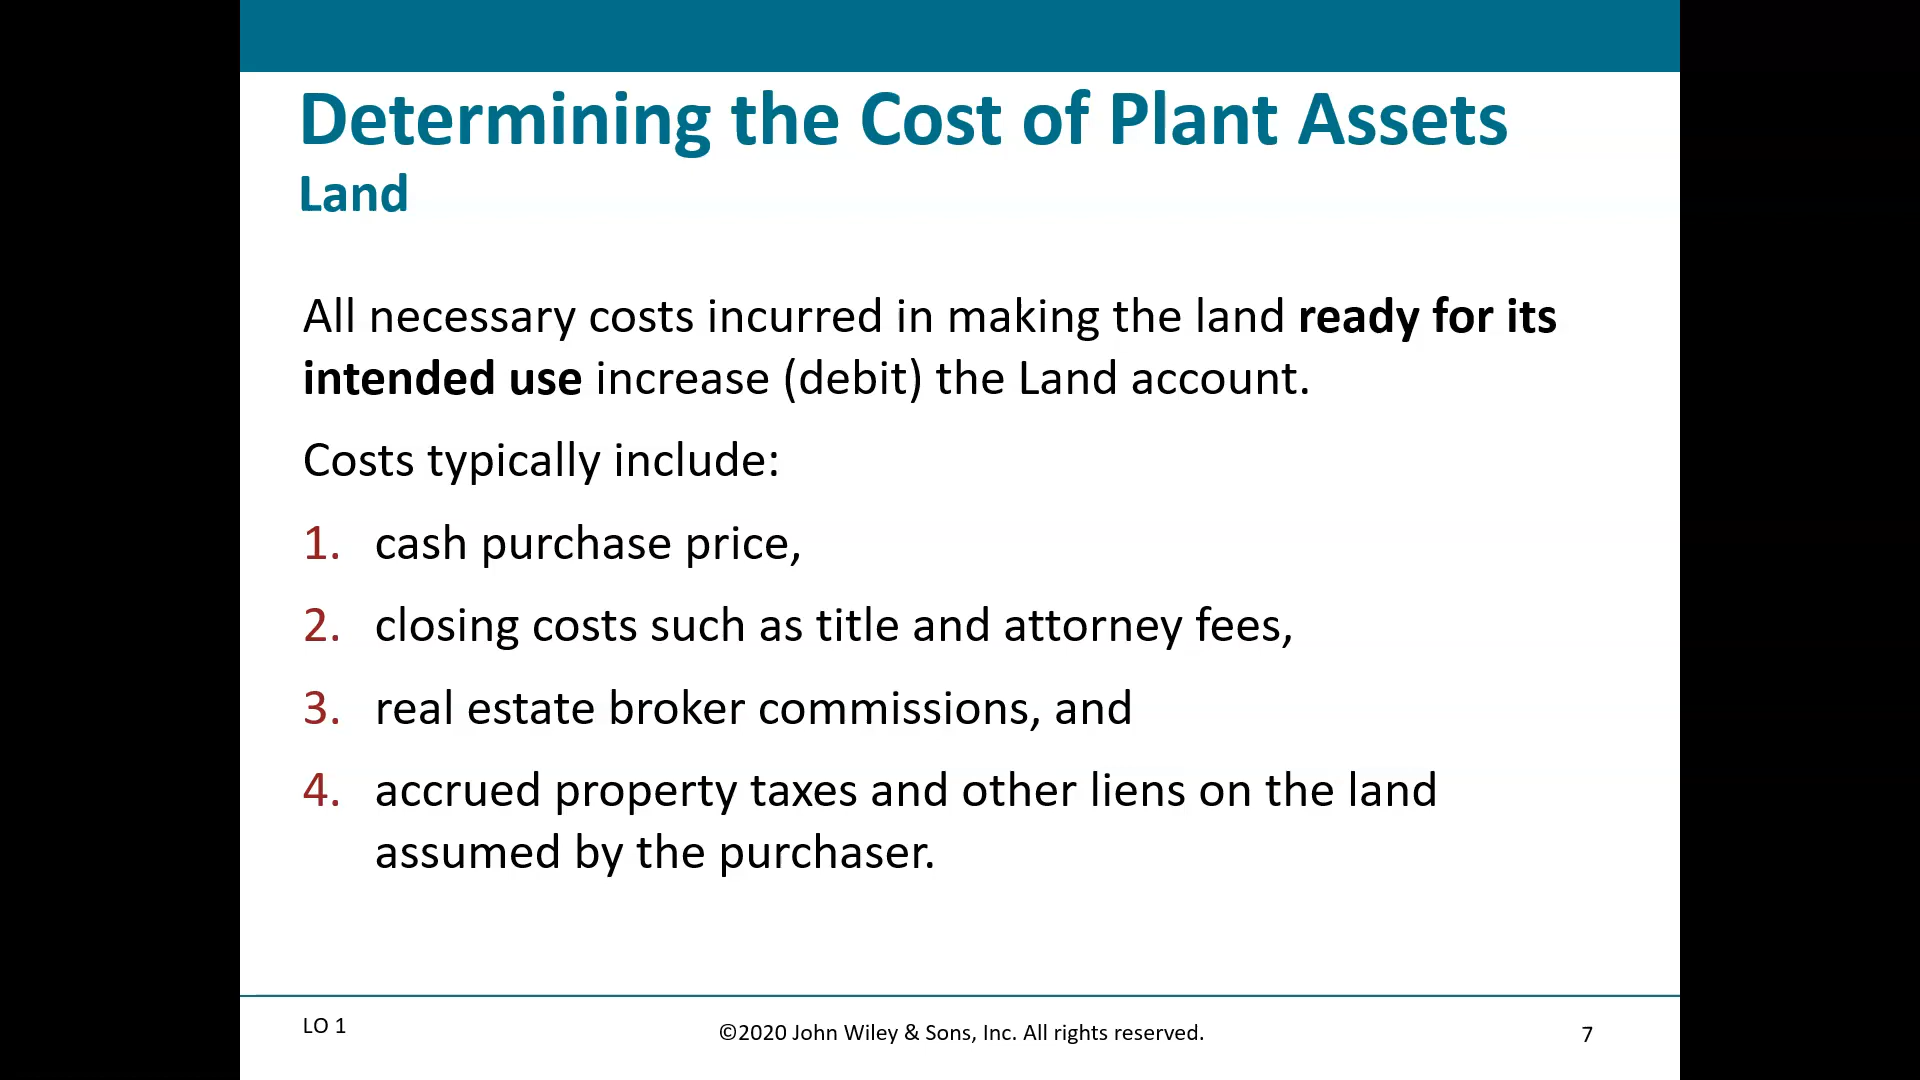 Determining the Cost of Plant Assets
Land
All necessary costs incurred in making the land ready for its
intended use increase (debit) the Land account.
Costs typically include:
1. cash purchase price,
2. closing costs such as title and attorney fees,
3. real estate broker commissions, and
4. accrued property taxes and other liens on the land
assumed by the purchaser.
LO 1
©2020 John Wiley & Sons, Inc. All rights reserved.
7